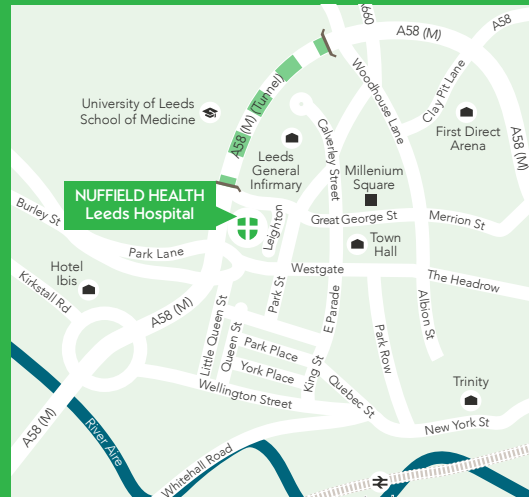 A660
A58 (M)
A58
Woodhouse Lane
Clay Pit Lane
A58 (M) (Tunnel)
University of Leeds
School of Medicine
First Direct
Arena
A58 (M)
Calverley Street
Leeds
General
Infirmary
Millenium
Square
NUFFIELD HEALTH
Leeds Hospital
Burley St
Leighton
Great George St
Merrion St
Town
Hall
Park Lane
Westgate
The Headrow
Hotel
Ibis
Kirkstall Rd
Park St
E Parade
Albion St
A58 (M)
Little Queen St
Queen St
Park Place
York Place
King St
Park Row
Wellington Street
Quebec St
Trinity
New York St
A58 (M)
River Aire
Whitehall Road